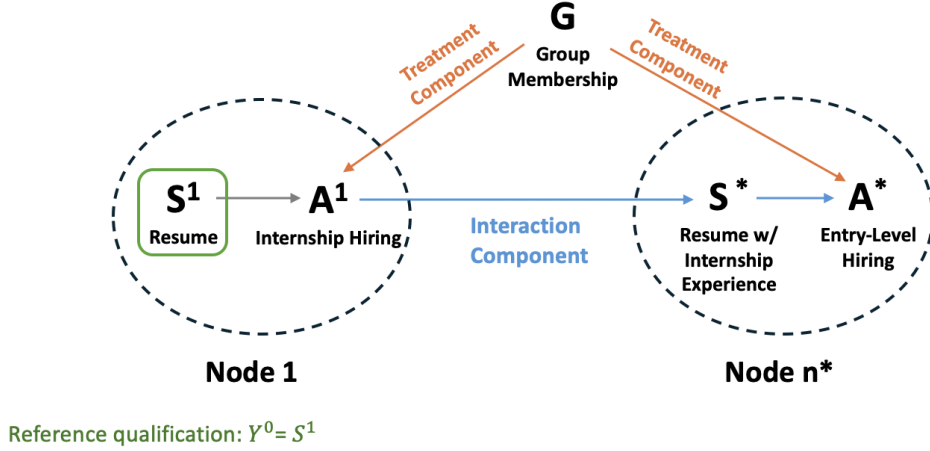 G
Group
Membership
Treatment
Component
Treatment
Component
S¹
Resume
A¹
Internship Hiring
Interaction
Component
S*
Resume w/
Internship
Experience
A*
Entry-Level
Hiring
Node 1
Node n*
Reference qualification: Y⁰= S¹